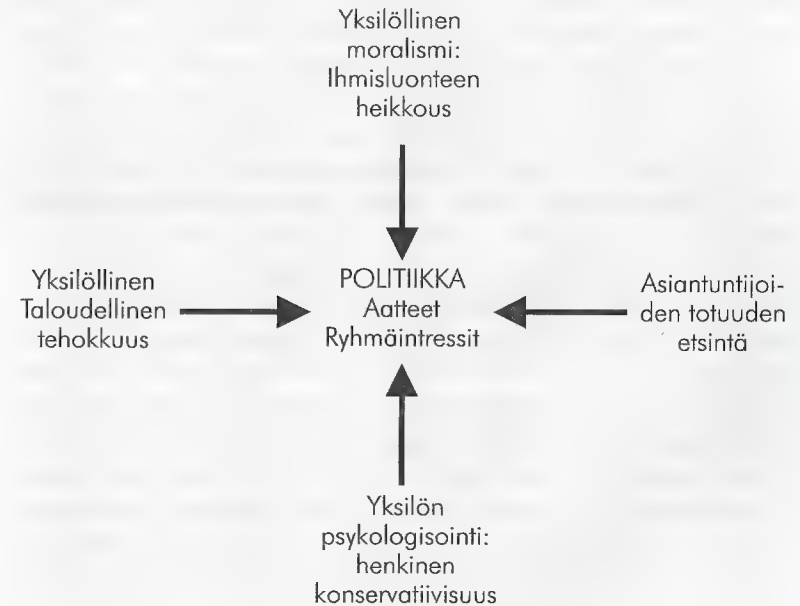 Yksilöllinen
moralismi:
Ihmisluonteen
heikkous
Yksilöllinen
Taloudellinen
tehokkuus
POLITIIKKA
Aatteet
Ryhmäintressit
Asiantuntijoi-
den totuuden
etsintä
Yksilön
psykologisointi:
henkinen
konservatiivisuus